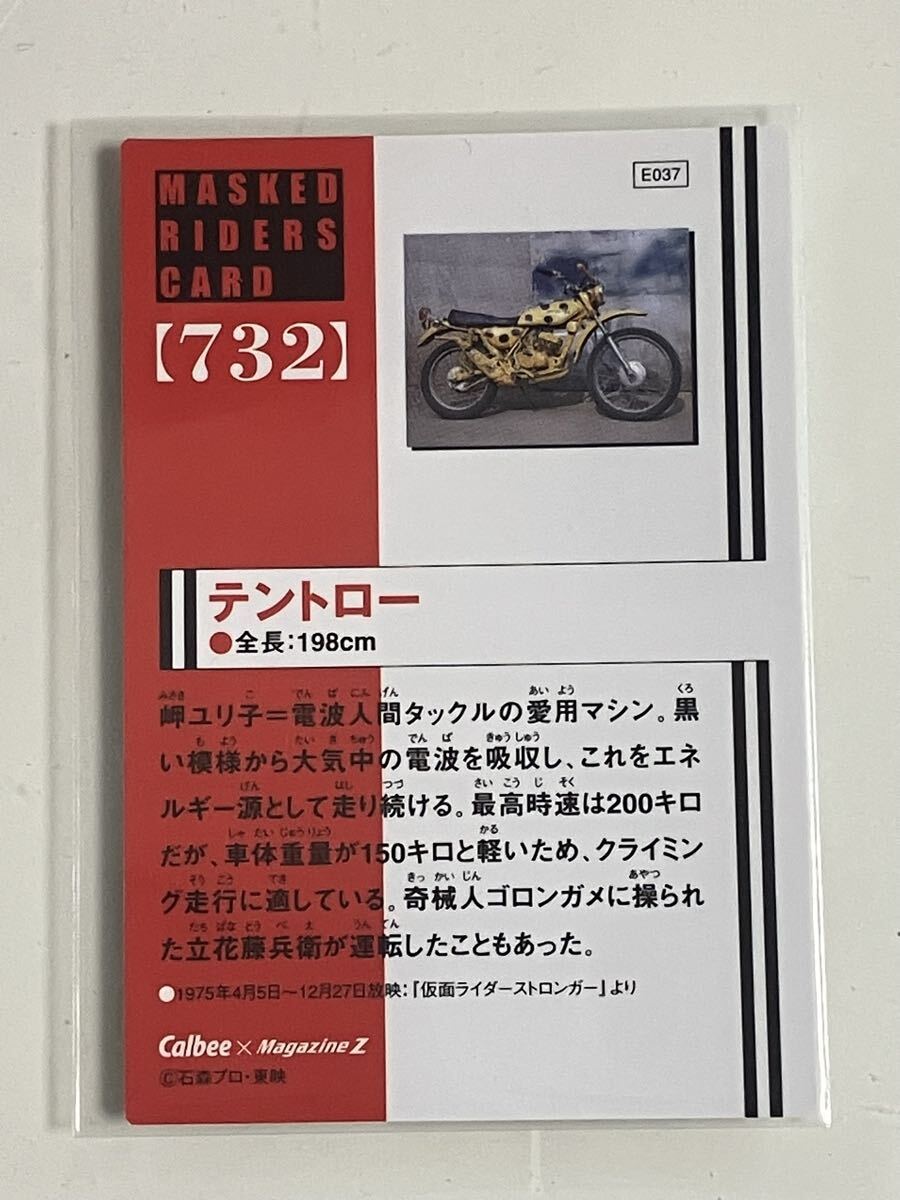 MASKED
RIDERS
CARD
【732】
E037
テントロー
●全長：198cm
岬ユリ子＝電波人間タックルの愛用マシン。黒
い模様から大気中の電波を吸収し、これをエネ
ルギー源として走り続ける。最高時速は200キロ
だが、車体重量が150キロと軽いため、クライミン
グ走行に適している。奇械人ゴロンガメに操られ
た立花藤兵衛が運転したこともあった。
●1975年4月5日〜12月27日放映：『仮面ライダーストロンガー』より
Calbee × Magazine Z
©石森プロ・東映